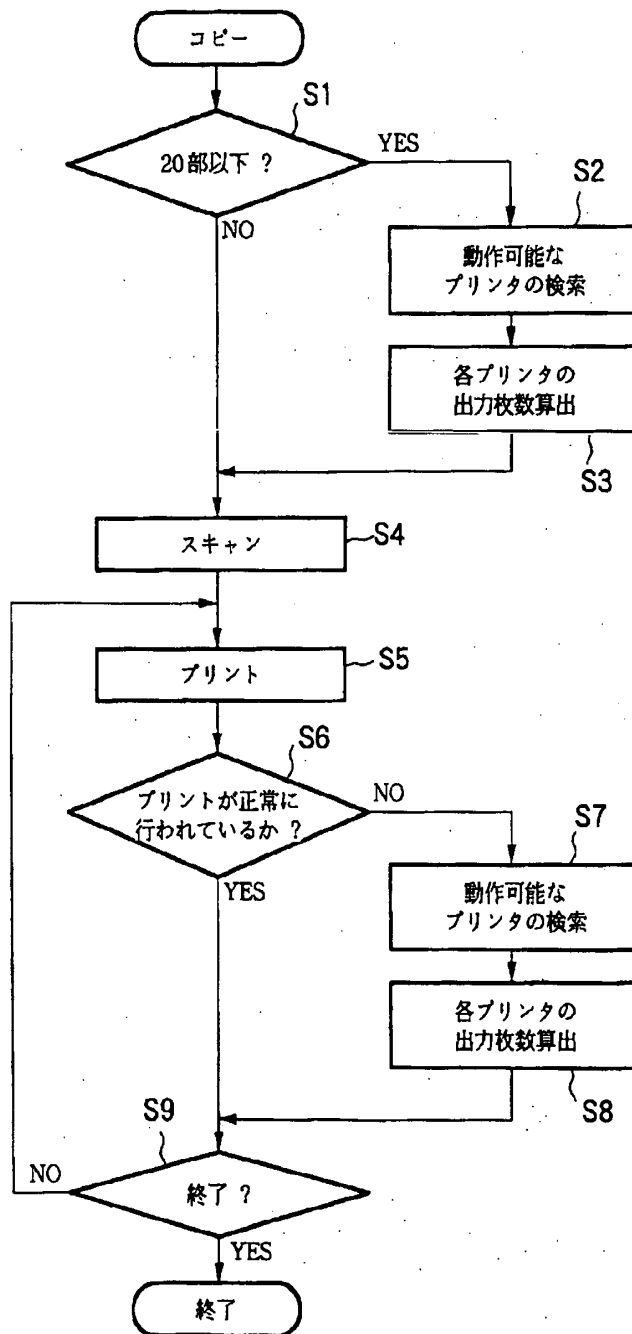 コピー
S1
20部以下 ?
YES
NO
S2
動作可能な
プリンタの検索
各プリンタの
出力枚数算出
S3
スキャン
S4
プリント
S5
S6
プリントが正常に
行われているか ?
NO
YES
S7
動作可能な
プリンタの検索
各プリンタの
出力枚数算出
S8
S9
終了 ?
NO
YES
終了